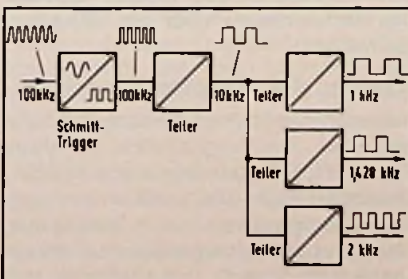 100kHz
Schmitt-
Trigger
100kHz
Teiler
10kHz
Teiler
1 kHz
Teiler
1,428 kHz
Teiler
2 kHz